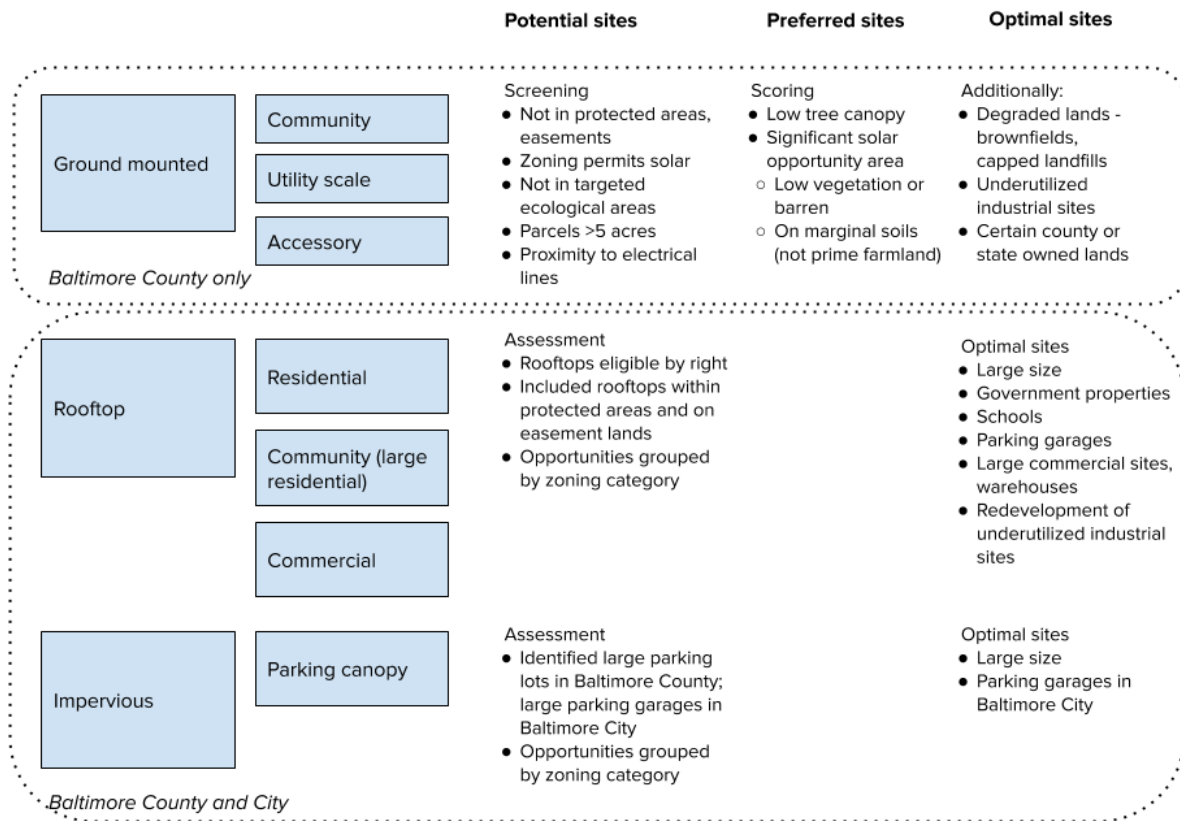 Potential sites
Preferred sites
Optimal sites
Ground mounted
Community
Utility scale
Accessory
Baltimore County only
Screening
● Not in protected areas,
easements
● Zoning permits solar
● Not in targeted
ecological areas
● Parcels >5 acres
● Proximity to electrical
lines
Scoring
● Low tree canopy
● Significant solar
opportunity area
○ Low vegetation or
barren
○ On marginal soils
(not prime farmland)
Additionally:
● Degraded lands -
brownfields,
capped landfills
● Underutilized
industrial sites
● Certain county or
state owned lands
Rooftop
Residential
Community (large
residential)
Commercial
Assessment
● Rooftops eligible by right
● Included rooftops within
protected areas and on
easement lands
● Opportunities grouped
by zoning category
Optimal sites
● Large size
● Government properties
● Schools
● Parking garages
● Large commercial sites,
warehouses
● Redevelopment of
underutilized industrial
sites
Impervious
Parking canopy
Assessment
● Identified large parking
lots in Baltimore County;
large parking garages in
Baltimore City
● Opportunities grouped
by zoning category
Optimal sites
● Large size
● Parking garages in
Baltimore City
Baltimore County and City